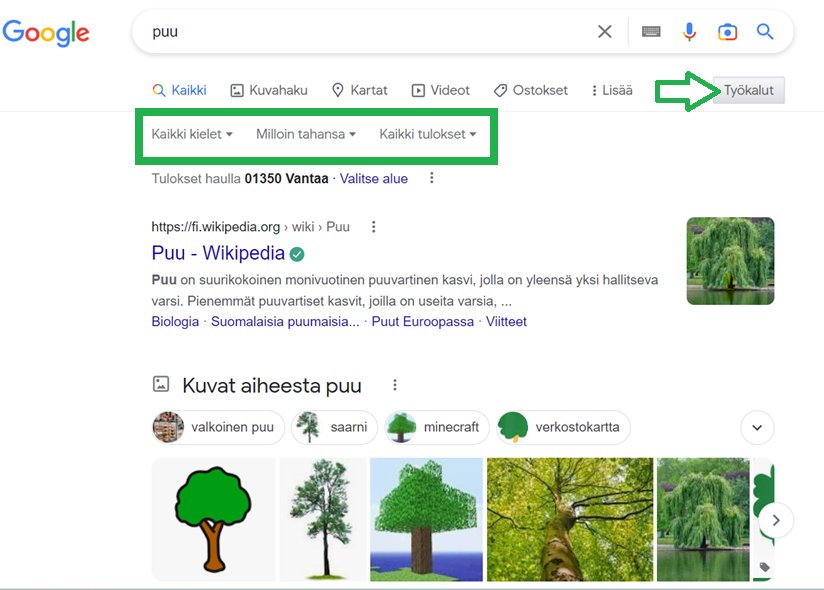 Google
puu
Kaikki Kuvahaku Kartat Videot Ostokset Lisää Työkalut
Kaikki kielet Milloin tahansa Kaikki tulokset
Tulokset haulla 01350 Vantaa · Valitse alue
https://fi.wikipedia.org › wiki › Puu
Puu - Wikipedia
Puu on suurikokoinen monivuotinen puuvartinen kasvi, jolla on yleensä yksi hallitseva
varsi. Pienemmät puuvartiset kasvit, joilla on useita varsia, ...
Biologia · Suomalaisia puumaisia... · Puut Euroopassa · Viitteet
Kuvat aiheesta puu
valkoinen puu saarni minecraft verkostokartta